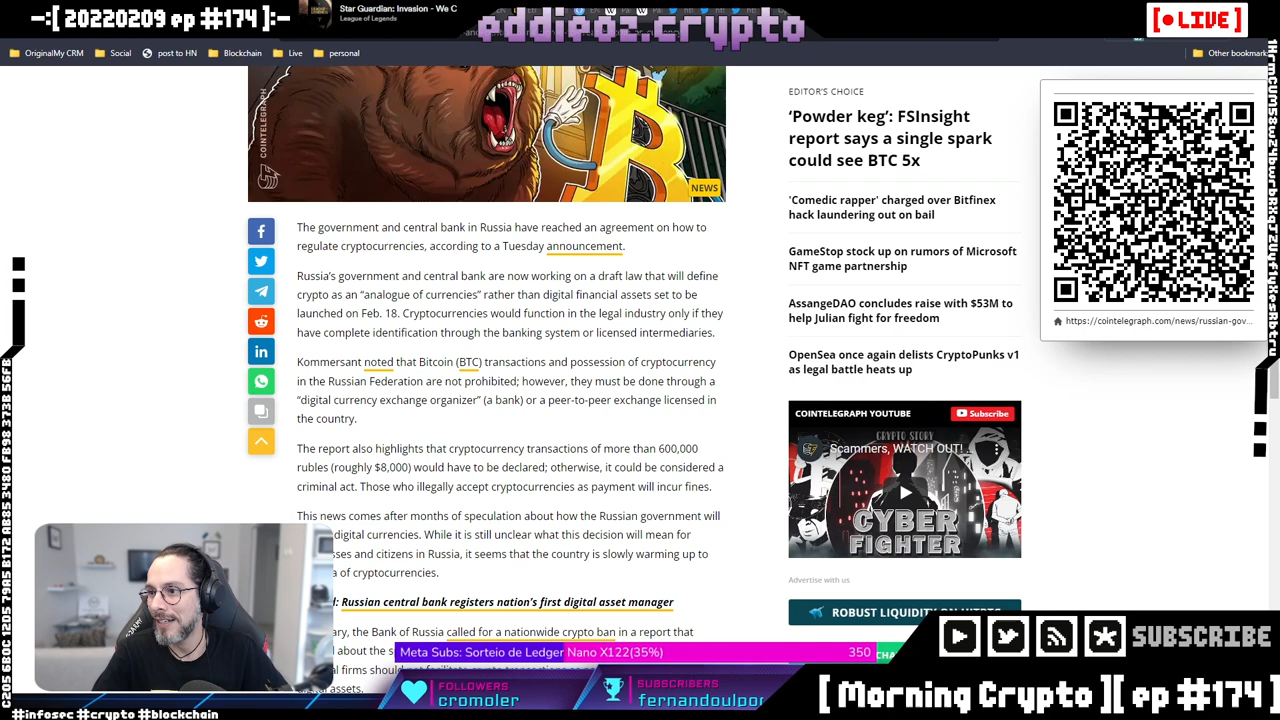 -:[ 20220209 ep #174 ]:-
Star Guardian: Invasion - We C
League of Legends
eddieoz.crypto
[●LIVE]
OriginalMy CRM
Social
post to HN
Blockchain
Live
personal
Other bookmark
COINTELEGRAPH
NEWS
The government and central bank in Russia have reached an agreement on how to
regulate cryptocurrencies, according to a Tuesday announcement.
Russia’s government and central bank are now working on a draft law that will define
crypto as an “analogue of currencies” rather than digital financial assets set to be
launched on Feb. 18. Cryptocurrencies would function in the legal industry only if they
have complete identification through the banking system or licensed intermediaries.
Kommersant noted that Bitcoin (BTC) transactions and possession of cryptocurrency
in the Russian Federation are not prohibited; however, they must be done through a
“digital currency exchange organizer” (a bank) or a peer-to-peer exchange licensed in
the country.
The report also highlights that cryptocurrency transactions of more than 600,000
rubles (roughly $8,000) would have to be declared; otherwise, it could be considered a
criminal act. Those who illegally accept cryptocurrencies as payment will incur fines.
This news comes after months of speculation about how the Russian government will
digital currencies. While it is still unclear what this decision will mean for
sses and citizens in Russia, it seems that the country is slowly warming up to
a of cryptocurrencies.
: Russian central bank registers nation’s first digital asset manager
ary, the Bank of Russia called for a nationwide crypto ban in a report that
about the s
al firms should not facilitate crypto transactions
EDITOR’S CHOICE
‘Powder keg’: FSInsight
report says a single spark
could see BTC 5x
'Comedic rapper' charged over Bitfinex
hack laundering out on bail
GameStop stock up on rumors of Microsoft
NFT game partnership
AssangeDAO concludes raise with $53M to
help Julian fight for freedom
OpenSea once again delists CryptoPunks v1
as legal battle heats up
COINTELEGRAPH YOUTUBE
Subscribe
CRYPTO STORY
Scammers, WATCH OUT! ...
CYBER
FIGHTER
Advertise with us
ROBUST LIQUIDITY ON
https://cointelegraph.com/news/russian-gov...
Meta Subs: Sorteio de Ledger Nano X122(35%)
350
FOLLOWERS
cromoler
SUBSCRIBERS
fernandoulpor
SUBSCRIBE
[ Morning Crypto ][ ep #174 ]
#crypto #blockchain